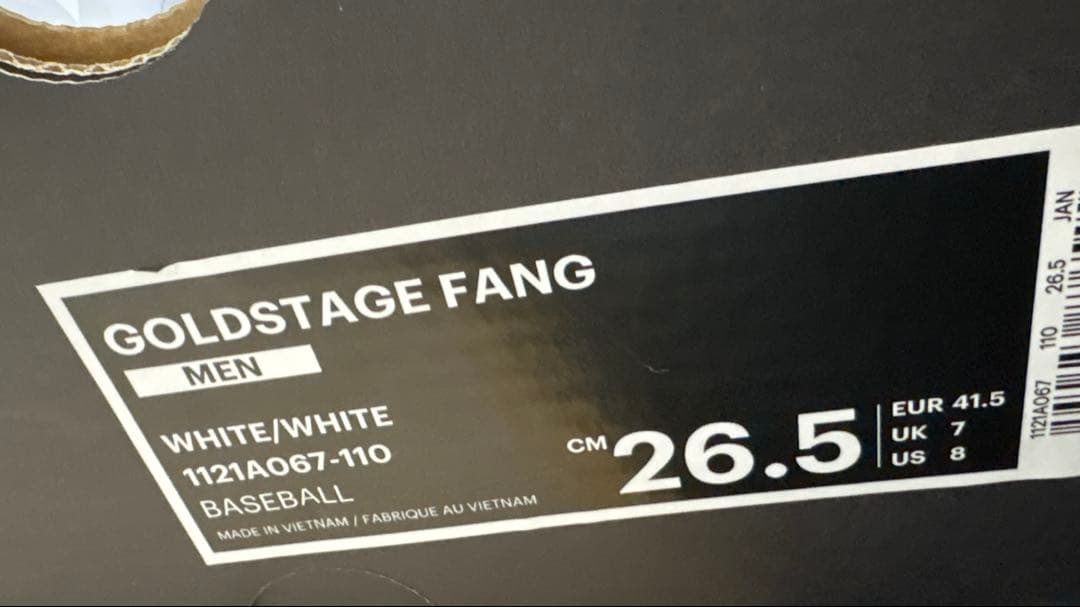 GOLDSTAGE FANG
MEN
WHITE/WHITE
1121A067-110
BASEBALL
MADE IN VIETNAM / FABRIQUE AU VIETNAM
CM 26.5
EUR 41.5
UK 7
US 8
1121A067 110 26.5 JAN